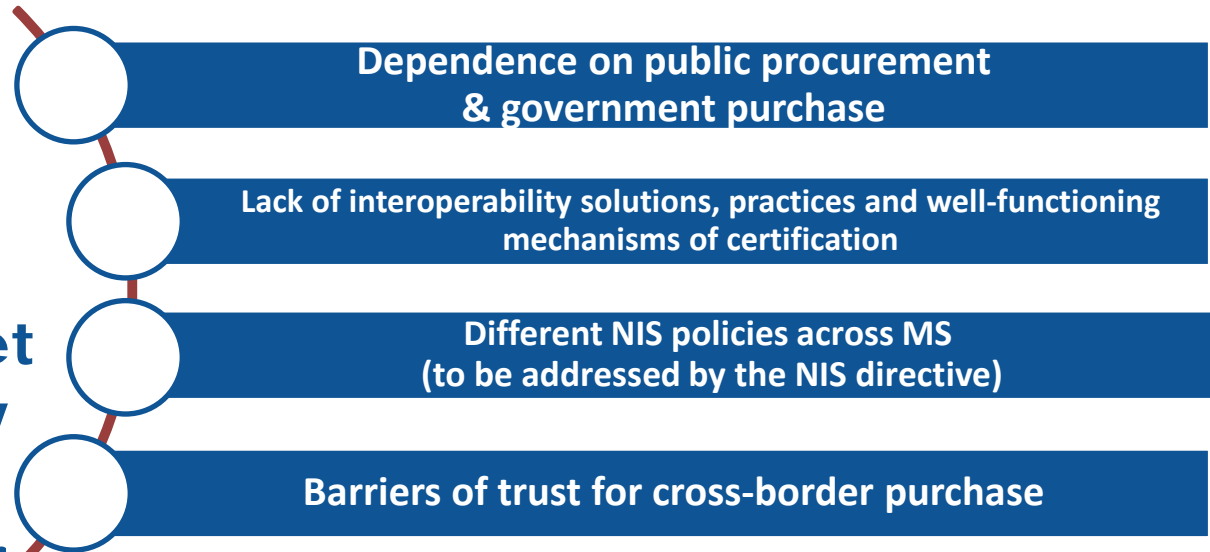 Dependence on public procurement
& government purchase
Lack of interoperability solutions, practices and well-functioning
mechanisms of certification
Different NIS policies across MS
(to be addressed by the NIS directive)
Barriers of trust for cross-border purchase